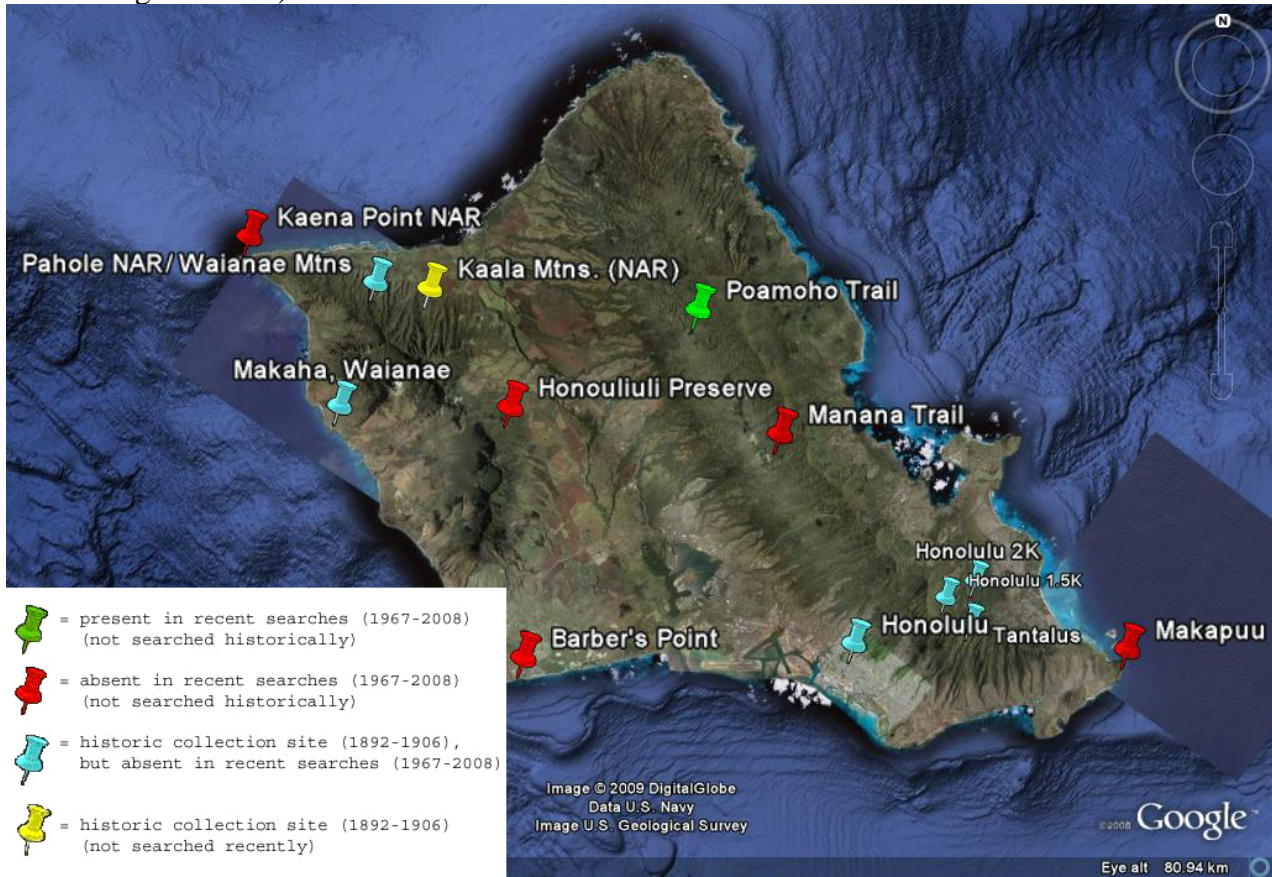 N
Kaena Point NAR
Pahole NAR/Waianae Mtns
Kaala Mtns. (NAR)
Poamoho Trail
Makaha, Waianae
Honouliuli Preserve
Manana Trail
Honolulu 2K
Honolulu 1.5K
Honolulu
Tantalus
Makapuu
Barber's Point
= present in recent searches (1967-2008)
(not searched historically)
= absent in recent searches (1967-2008)
(not searched historically)
= historic collection site (1892-1906),
but absent in recent searches (1967-2008)
= historic collection site (1892-1906)
(not searched recently)
Image © 2009 DigitalGlobe
Data U.S. Navy
Image U.S. Geological Survey
©2008 Google™
Eye alt 80.94 km